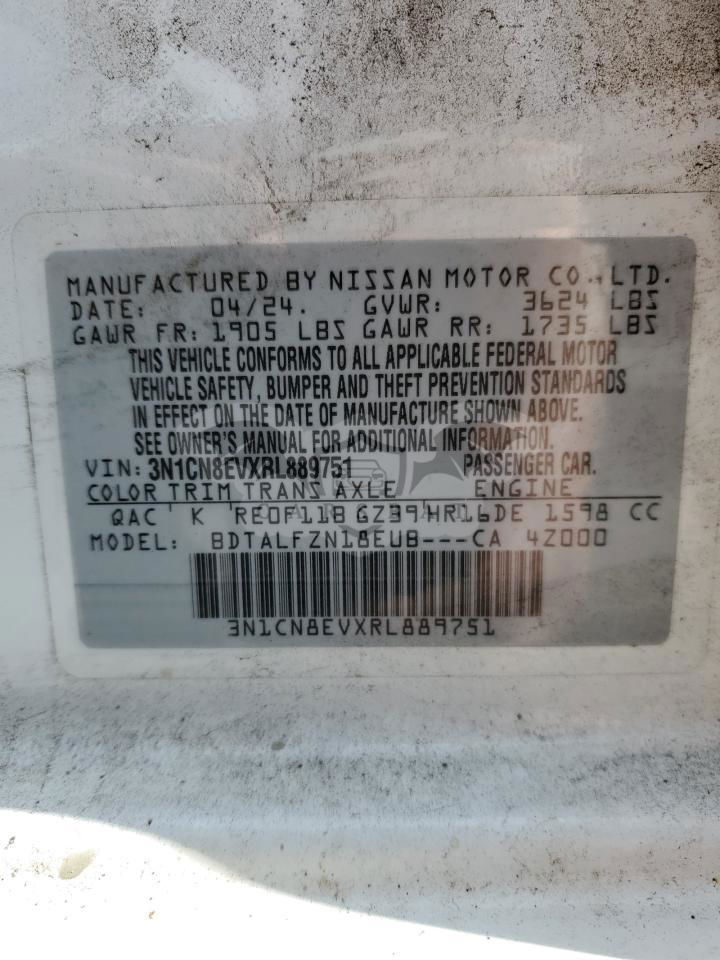 MANUFACTURED BY NISSAN MOTOR CO., LTD.
DATE: 04/24. GVWR: 3624 LBS
GAWR FR: 1905 LBS GAWR RR: 1735 LBS
THIS VEHICLE CONFORMS TO ALL APPLICABLE FEDERAL MOTOR
VEHICLE SAFETY, BUMPER AND THEFT PREVENTION STANDARDS
IN EFFECT ON THE DATE OF MANUFACTURE SHOWN ABOVE.
SEE OWNER'S MANUAL FOR ADDITIONAL INFORMATION.
VIN: 3N1CN8EVXRL889751 PASSENGER CAR.
COLOR TRIM TRANS AXLE ENGINE
QAC K RE0F11B GZ39 HR16DE 1598 CC
MODEL: BDTALFZN18EUB---CA 4Z000
3N1CN8EVXRL889751